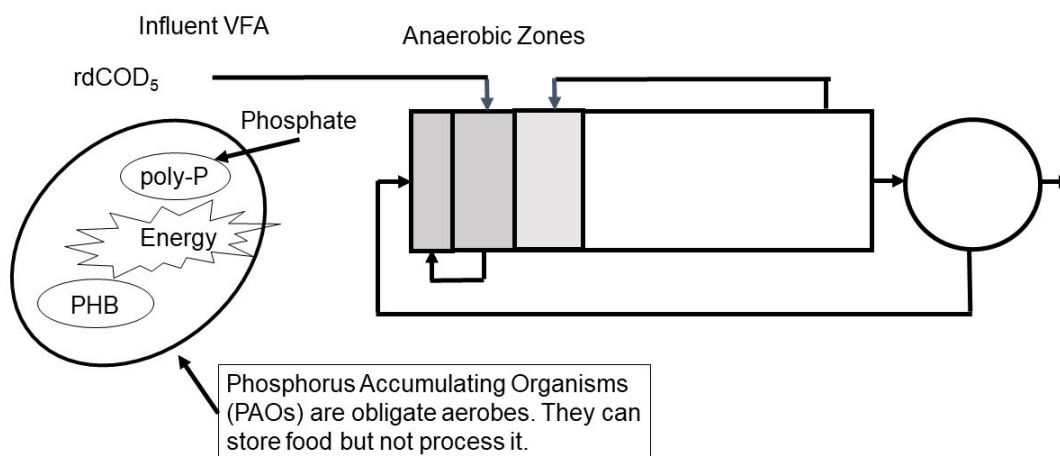 Influent VFA
Anaerobic Zones
rdCOD₅
Phosphate
poly-P
Energy
PHB
Phosphorus Accumulating Organisms
(PAOs) are obligate aerobes. They can
store food but not process it.